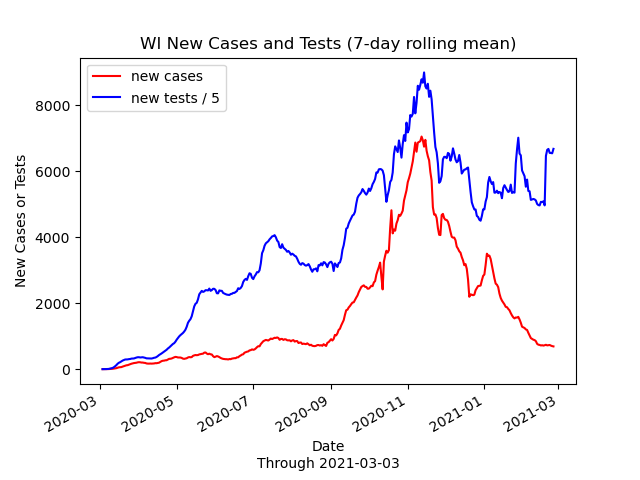 WI New Cases and Tests (7-day rolling mean)
new cases
new tests / 5
New Cases or Tests
8000
6000
4000
2000
0
2020-03
2020-05
2020-07
2020-09
2020-11
2021-01
2021-03
Date
Through 2021-03-03